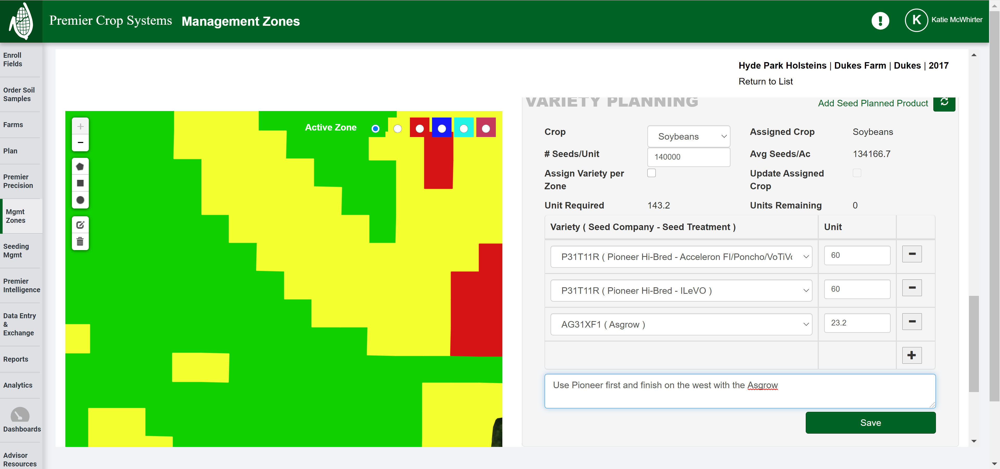 Premier Crop Systems Management Zones
K Katie McWhirter
Enroll
Fields
Order Soil
Samples
Farms
Plan
Premier
Precision
Mgmt
Zones
Seeding
Mgmt
Premier
Intelligence
Data Entry
&
Exchange
Reports
Analytics
Dashboards
Advisor
Resources
Hyde Park Holsteins | Dukes Farm | Dukes | 2017
Return to List
Active Zone
VARIETY PLANNING
Add Seed Planned Product
Crop Soybeans Assigned Crop Soybeans
# Seeds/Unit 140000 Avg Seeds/Ac 134166.7
Assign Variety per
Zone
Update Assigned
Crop
Unit Required 143.2 Units Remaining 0
Variety ( Seed Company - Seed Treatment ) Unit
P31T11R ( Pioneer Hi-Bred - Acceleron FI/Poncho/VoTiV 60
P31T11R ( Pioneer Hi-Bred - ILeVO ) 60
AG31XF1 ( Asgrow ) 23.2
Use Pioneer first and finish on the west with the Asgrow
Save